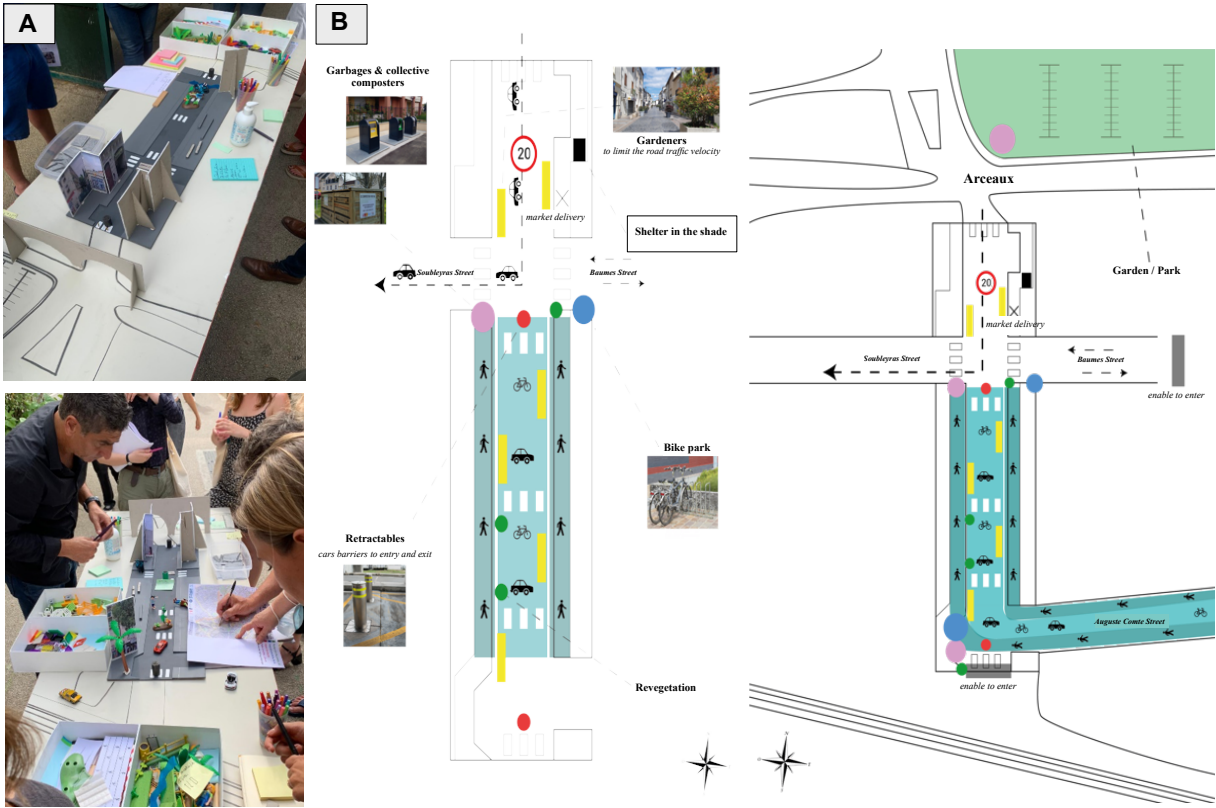 A
B
Garbages & collective
composters
Gardeners
to limit the road traffic velocity
20
market delivery
Shelter in the shade
Soubleyras Street
Baumes Street
Bike park
Retractables
cars barriers to entry and exit
Revegetation
Arceaux
Garden / Park
20
market delivery
Soubleyras Street
Baumes Street
enable to enter
Auguste Comte Street
enable to enter